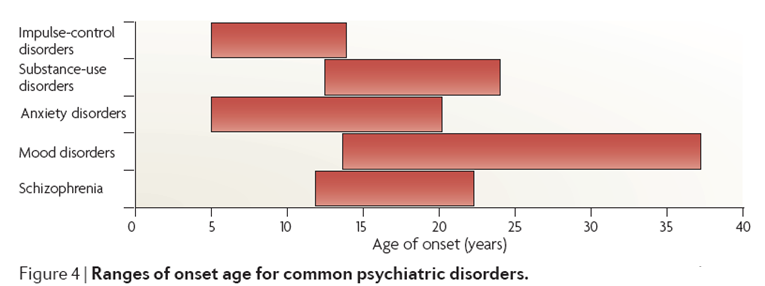 Impulse-control
disorders
Substance-use
disorders
Anxiety disorders
Mood disorders
Schizophrenia
0 5 10 15 20 25 30 35 40
Age of onset (years)
Figure 4 | Ranges of onset age for common psychiatric disorders.